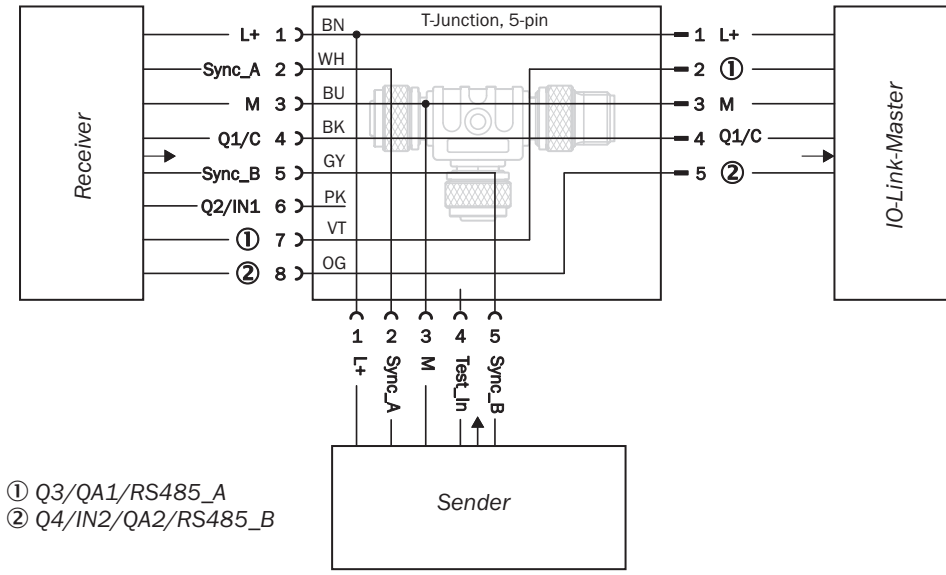 T-Junction, 5-pin
L+ 1 BN 1 L+
Sync_A 2 WH 2 ①
M 3 BU 3 M
Q1/C 4 BK 4 Q1/C
Sync_B 5 GY 5 ②
Q2/IN1 6 PK
① 7 VT
② 8 OG
Receiver
IO-Link-Master
1 2 3 4 5
L+ Sync_A M Test_In Sync_B
Sender
① Q3/QA1/RS485_A
② Q4/IN2/QA2/RS485_B